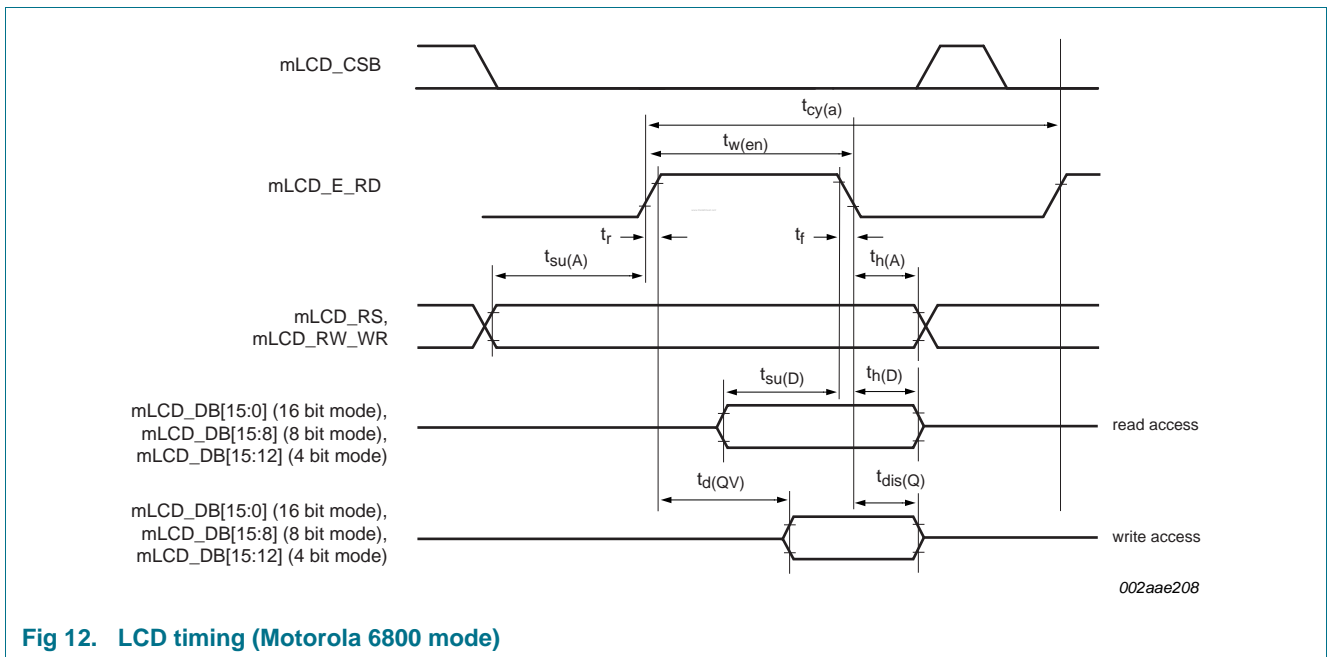 mLCD_CSB
tcy(a)
tw(en)
mLCD_E_RD
tr
tf
tsu(A)
th(A)
mLCD_RS,
mLCD_RW_WR
tsu(D)
th(D)
mLCD_DB[15:0] (16 bit mode),
mLCD_DB[15:8] (8 bit mode),
mLCD_DB[15:12] (4 bit mode)
read access
td(QV)
tdis(Q)
mLCD_DB[15:0] (16 bit mode),
mLCD_DB[15:8] (8 bit mode),
mLCD_DB[15:12] (4 bit mode)
write access
002aae208
Fig 12. LCD timing (Motorola 6800 mode)